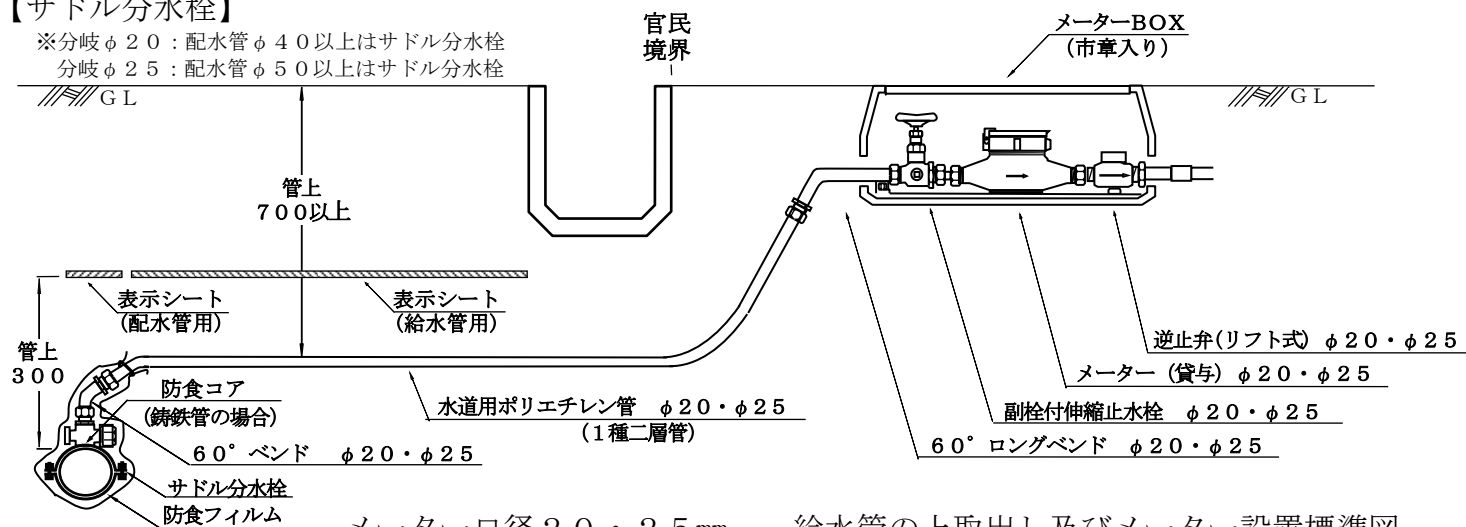 【サドル分水栓】
※分岐φ２０：配水管φ４０以上はサドル分水栓
分岐φ２５：配水管φ５０以上はサドル分水栓
官民
境界
メーターBOX
(市章入り)
GL
GL
管上
７００以上
表示シート
(配水管用)
表示シート
(給水管用)
管上
３００
防食コア
(鋳鉄管の場合)
水道用ポリエチレン管 φ２０・φ２５
(１種二層管)
６０°ベンド φ２０・φ２５
サドル分水栓
防食フィルム
逆止弁(リフト式) φ２０・φ２５
メーター (貸与) φ２０・φ２５
副栓付伸縮止水栓 φ２０・φ２５
６０°ロングベンド φ２０・φ２５
メーター口径２０・２５㎜ 給水管の上取出し及びメーター設置標準図